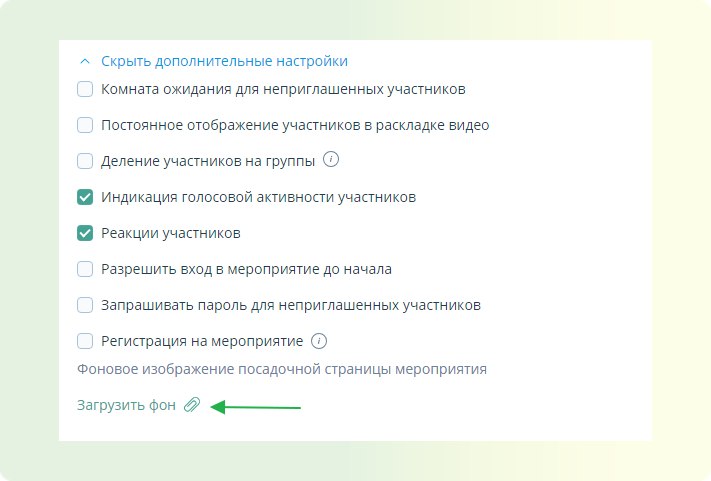 Скрыть дополнительные настройки
Комната ожидания для неприглашенных участников
Постоянное отображение участников в раскладке видео
Деление участников на группы i
Индикация голосовой активности участников
Реакции участников
Разрешить вход в мероприятие до начала
Запрашивать пароль для неприглашенных участников
Регистрация на мероприятие i
Фоновое изображение посадочной страницы мероприятия
Загрузить фон